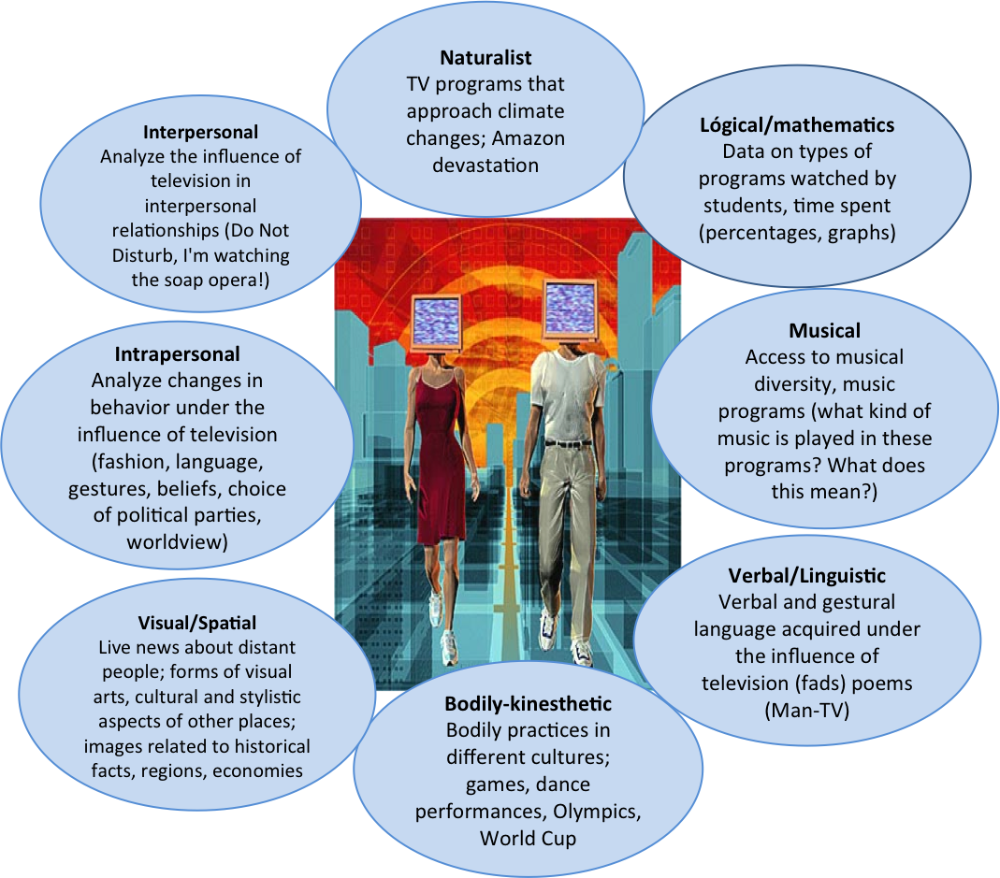 Naturalist
TV programs that
approach climate
changes; Amazon
devastation
Lógical/mathematics
Data on types of
programs watched by
students, time spent
(percentages, graphs)
Musical
Access to musical
diversity, music
programs (what kind of
music is played in these
programs? What does
this mean?)
Verbal/Linguistic
Verbal and gestural
language acquired under
the influence of
television (fads) poems
(Man-TV)
Bodily-kinesthetic
Bodily practices in
different cultures;
games, dance
performances, Olympics,
World Cup
Visual/Spatial
Live news about distant
people; forms of visual
arts, cultural and stylistic
aspects of other places;
images related to historical
facts, regions, economies
Intrapersonal
Analyze changes in
behavior under the
influence of television
(fashion, language,
gestures, beliefs, choice
of political parties,
worldview)
Interpersonal
Analyze the influence of
television in
interpersonal
relationships (Do Not
Disturb, I'm watching
the soap opera!)